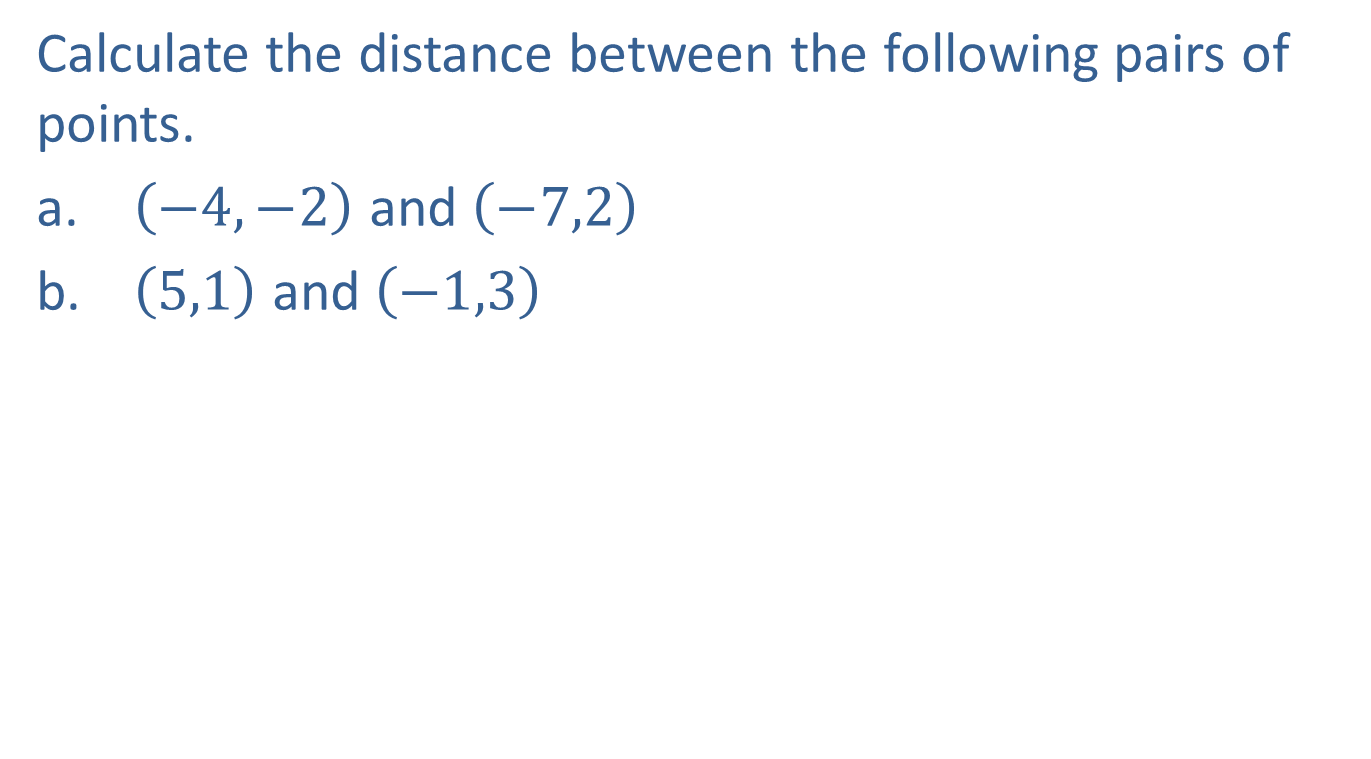 Calculate the distance between the following pairs of
points.
a. (−4, −2) and (−7,2)
b. (5,1) and (−1,3)